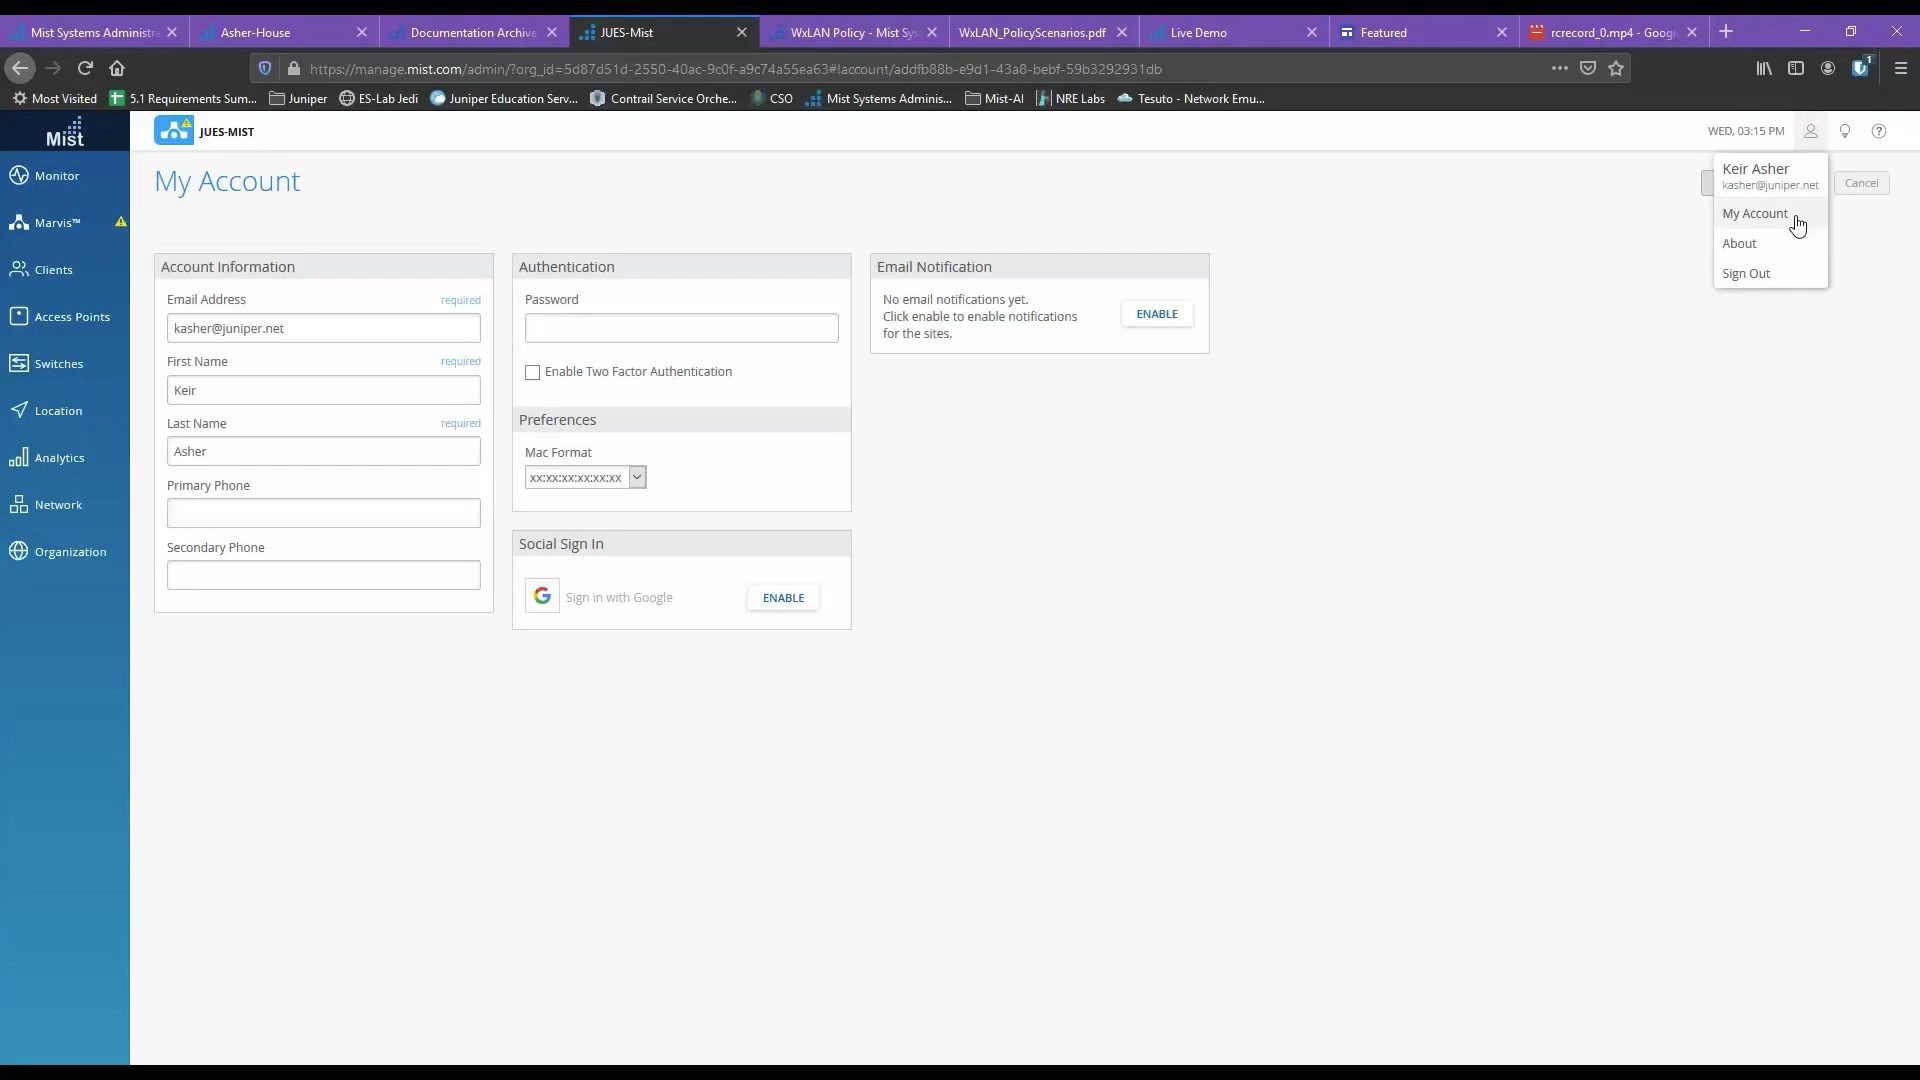 Mist Systems Administra
Asher-House
Documentation Archive
JUES-Mist
WxLAN Policy - Mist Sys
WxLAN_PolicyScenarios.pdf
Live Demo
Featured
rcrecord_0.mp4 - Googl
https://manage.mist.com/admin/?org_id=5d87d51d-2550-40ac-9c0f-a9c74a55ea63#!account/addfb88b-e9d1-43a8-bebf-59b3292931db
1
Most Visited
5.1 Requirements Sum...
Juniper
ES-Lab Jedi
Juniper Education Serv...
Contrail Service Orche...
CSO
Mist Systems Adminis...
Mist-AI
NRE Labs
Tesuto - Network Emu...
Mist
JUES-MIST
WED, 03:15 PM
Monitor
Marvis™
Clients
Access Points
Switches
Location
Analytics
Network
Organization
My Account
Cancel
Keir Asher
kasher@juniper.net
My Account
About
Sign Out
Account Information
Email Address required
kasher@juniper.net
First Name required
Keir
Last Name required
Asher
Primary Phone
Secondary Phone
Authentication
Password
Enable Two Factor Authentication
Preferences
Mac Format
xx:xx:xx:xx:xx:xx
Social Sign In
Sign in with Google
ENABLE
Email Notification
No email notifications yet.
Click enable to enable notifications
for the sites.
ENABLE